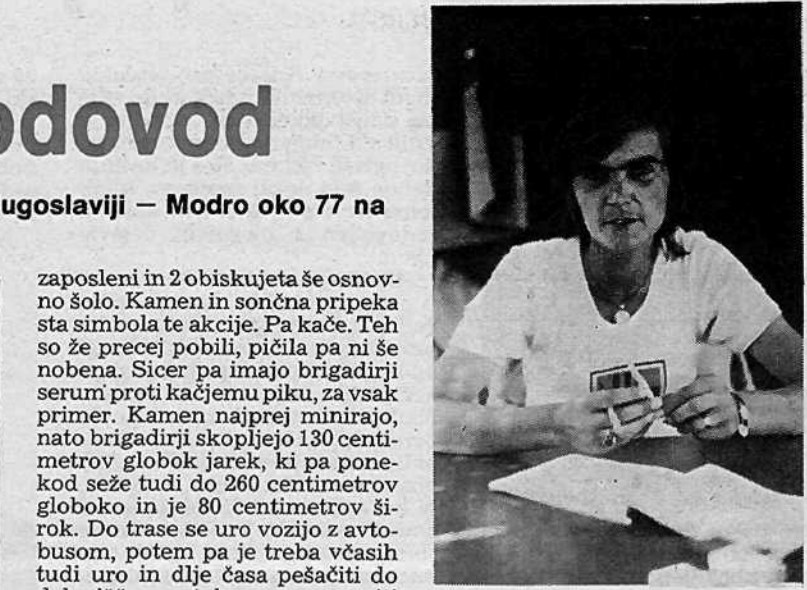 odovod
ugoslaviji — Modro oko 77 na
zaposleni in 2 obiskujeta še osnov-
no šolo. Kamen in sončna pripeka
sta simbola te akcije. Pa kače. Teh
so že precej pobili, pičila pa ni še
nobena. Sicer pa imajo brigadirji
serum proti kačjemu piku, za vsak
primer. Kamen najprej minirajo,
nato brigadirji skopljejo 130 centi-
metrov globok jarek, ki pa pone-
kod seže tudi do 260 centimetrov
globoko in je 80 centimetrov ši-
rok. Do trase se uro vozijo z avto-
busom, potem pa je treba včasih
tudi uro in dlje časa pešačiti do